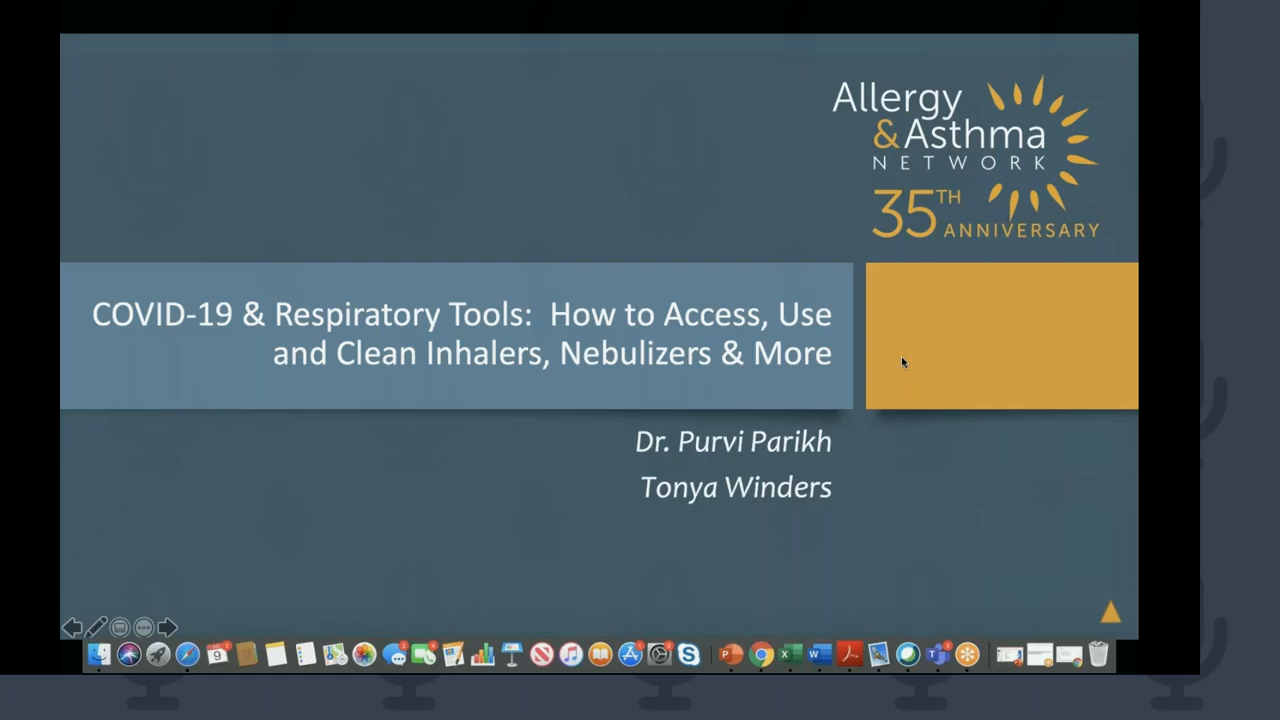 Allergy
&Asthma
NETWORK
35TH
ANNIVERSARY
COVID-19 & Respiratory Tools:  How to Access, Use
and Clean Inhalers, Nebulizers & More
Dr. Purvi Parikh
Tonya Winders
9